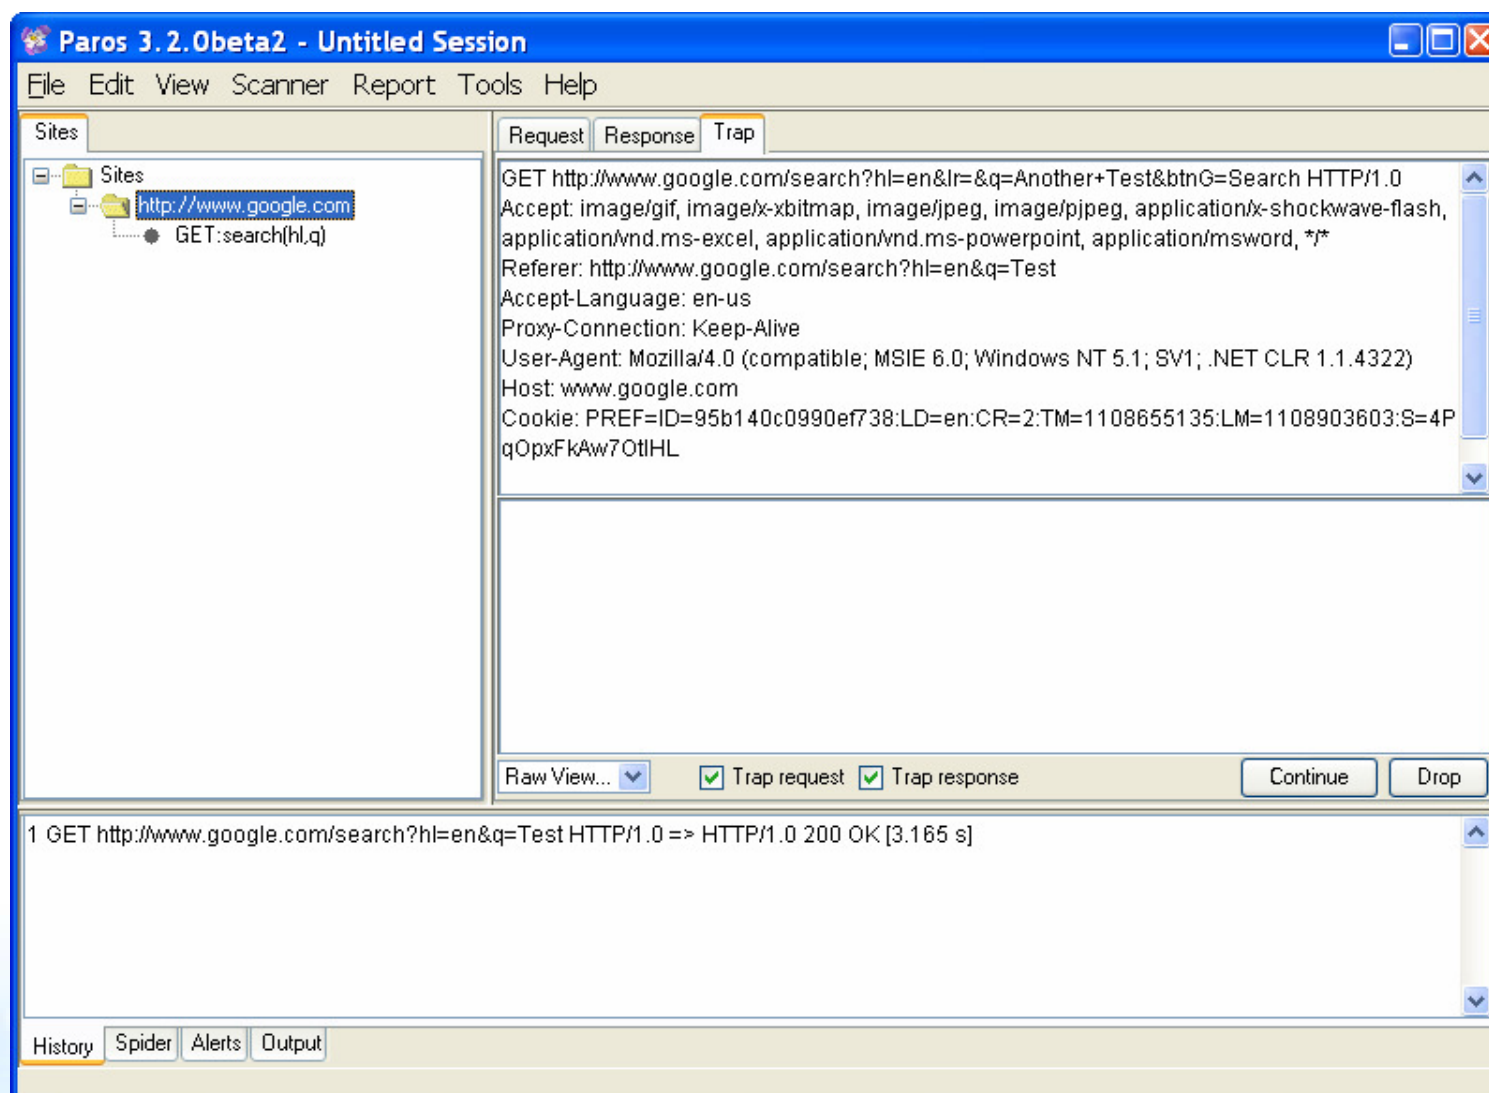 Paros 3.2.0beta2 - Untitled Session
File Edit View Scanner Report Tools Help
Sites
Sites
http://www.google.com
GET:search(hl,q)
Request Response Trap
GET http://www.google.com/search?hl=en&lr=&q=Another+Test&btnG=Search HTTP/1.0
Accept: image/gif, image/x-xbitmap, image/jpeg, image/pjpeg, application/x-shockwave-flash,
application/vnd.ms-excel, application/vnd.ms-powerpoint, application/msword, */*
Referer: http://www.google.com/search?hl=en&q=Test
Accept-Language: en-us
Proxy-Connection: Keep-Alive
User-Agent: Mozilla/4.0 (compatible; MSIE 6.0; Windows NT 5.1; SV1; .NET CLR 1.1.4322)
Host: www.google.com
Cookie: PREF=ID=95b140c0990ef738:LD=en:CR=2:TM=1108655135:LM=1108903603:S=4P
qOpxFkAw7OtIHL
Raw View... Trap request Trap response Continue Drop
1 GET http://www.google.com/search?hl=en&q=Test HTTP/1.0 => HTTP/1.0 200 OK [3.165 s]
History Spider Alerts Output